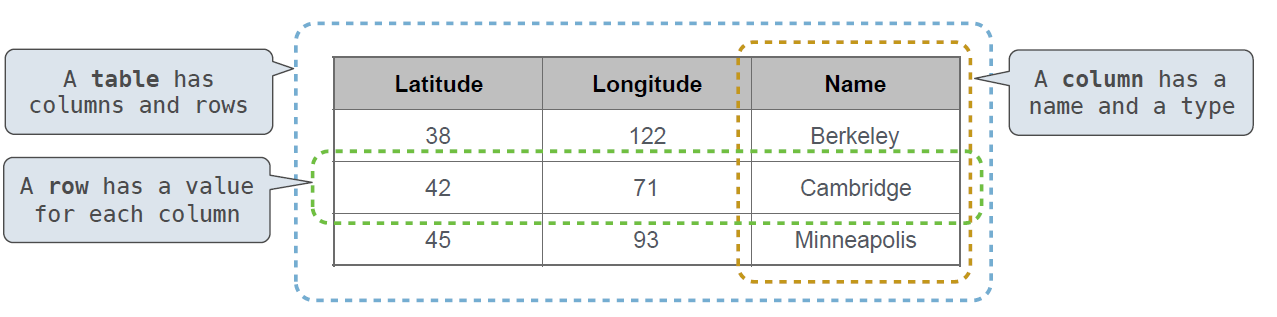 A table has
columns and rows
A row has a value
for each column
Latitude Longitude Name
38 122 Berkeley
42 71 Cambridge
45 93 Minneapolis
A column has a
name and a type